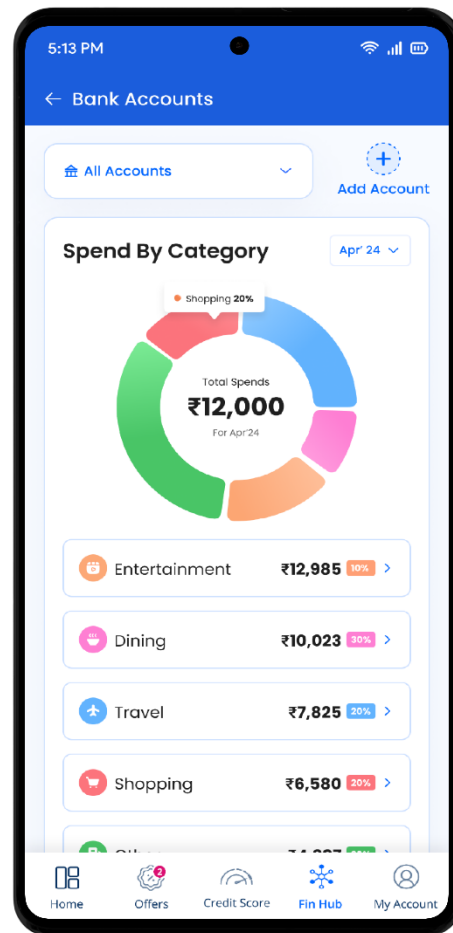 5:13 PM
Bank Accounts
All Accounts
Add Account
Spend By Category
Apr' 24
Shopping 20%
Total Spends
₹12,000
For Apr'24
Entertainment ₹12,985 10%
Dining ₹10,023 30%
Travel ₹7,825 20%
Shopping ₹6,580 20%
2
Home Offers Credit Score Fin Hub My Account